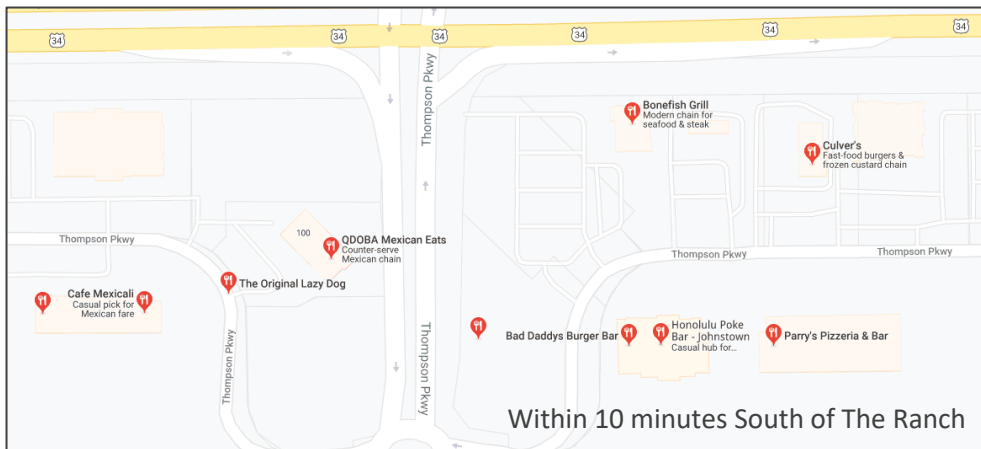 34
34
34
34
34
34
Thompson Pkwy
Bonefish Grill
Modern chain for
seafood & steak
Culver's
Fast-food burgers &
frozen custard chain
Thompson Pkwy
100
QDOBA Mexican Eats
Counter-serve
Mexican chain
Thompson Pkwy
Thompson Pkwy
The Original Lazy Dog
Cafe Mexicali
Casual pick for
Mexican fare
Thompson Pkwy
Thompson Pkwy
Bad Daddys Burger Bar
Honolulu Poke
Bar - Johnstown
Casual hub for...
Parry's Pizzeria & Bar
Within 10 minutes South of The Ranch